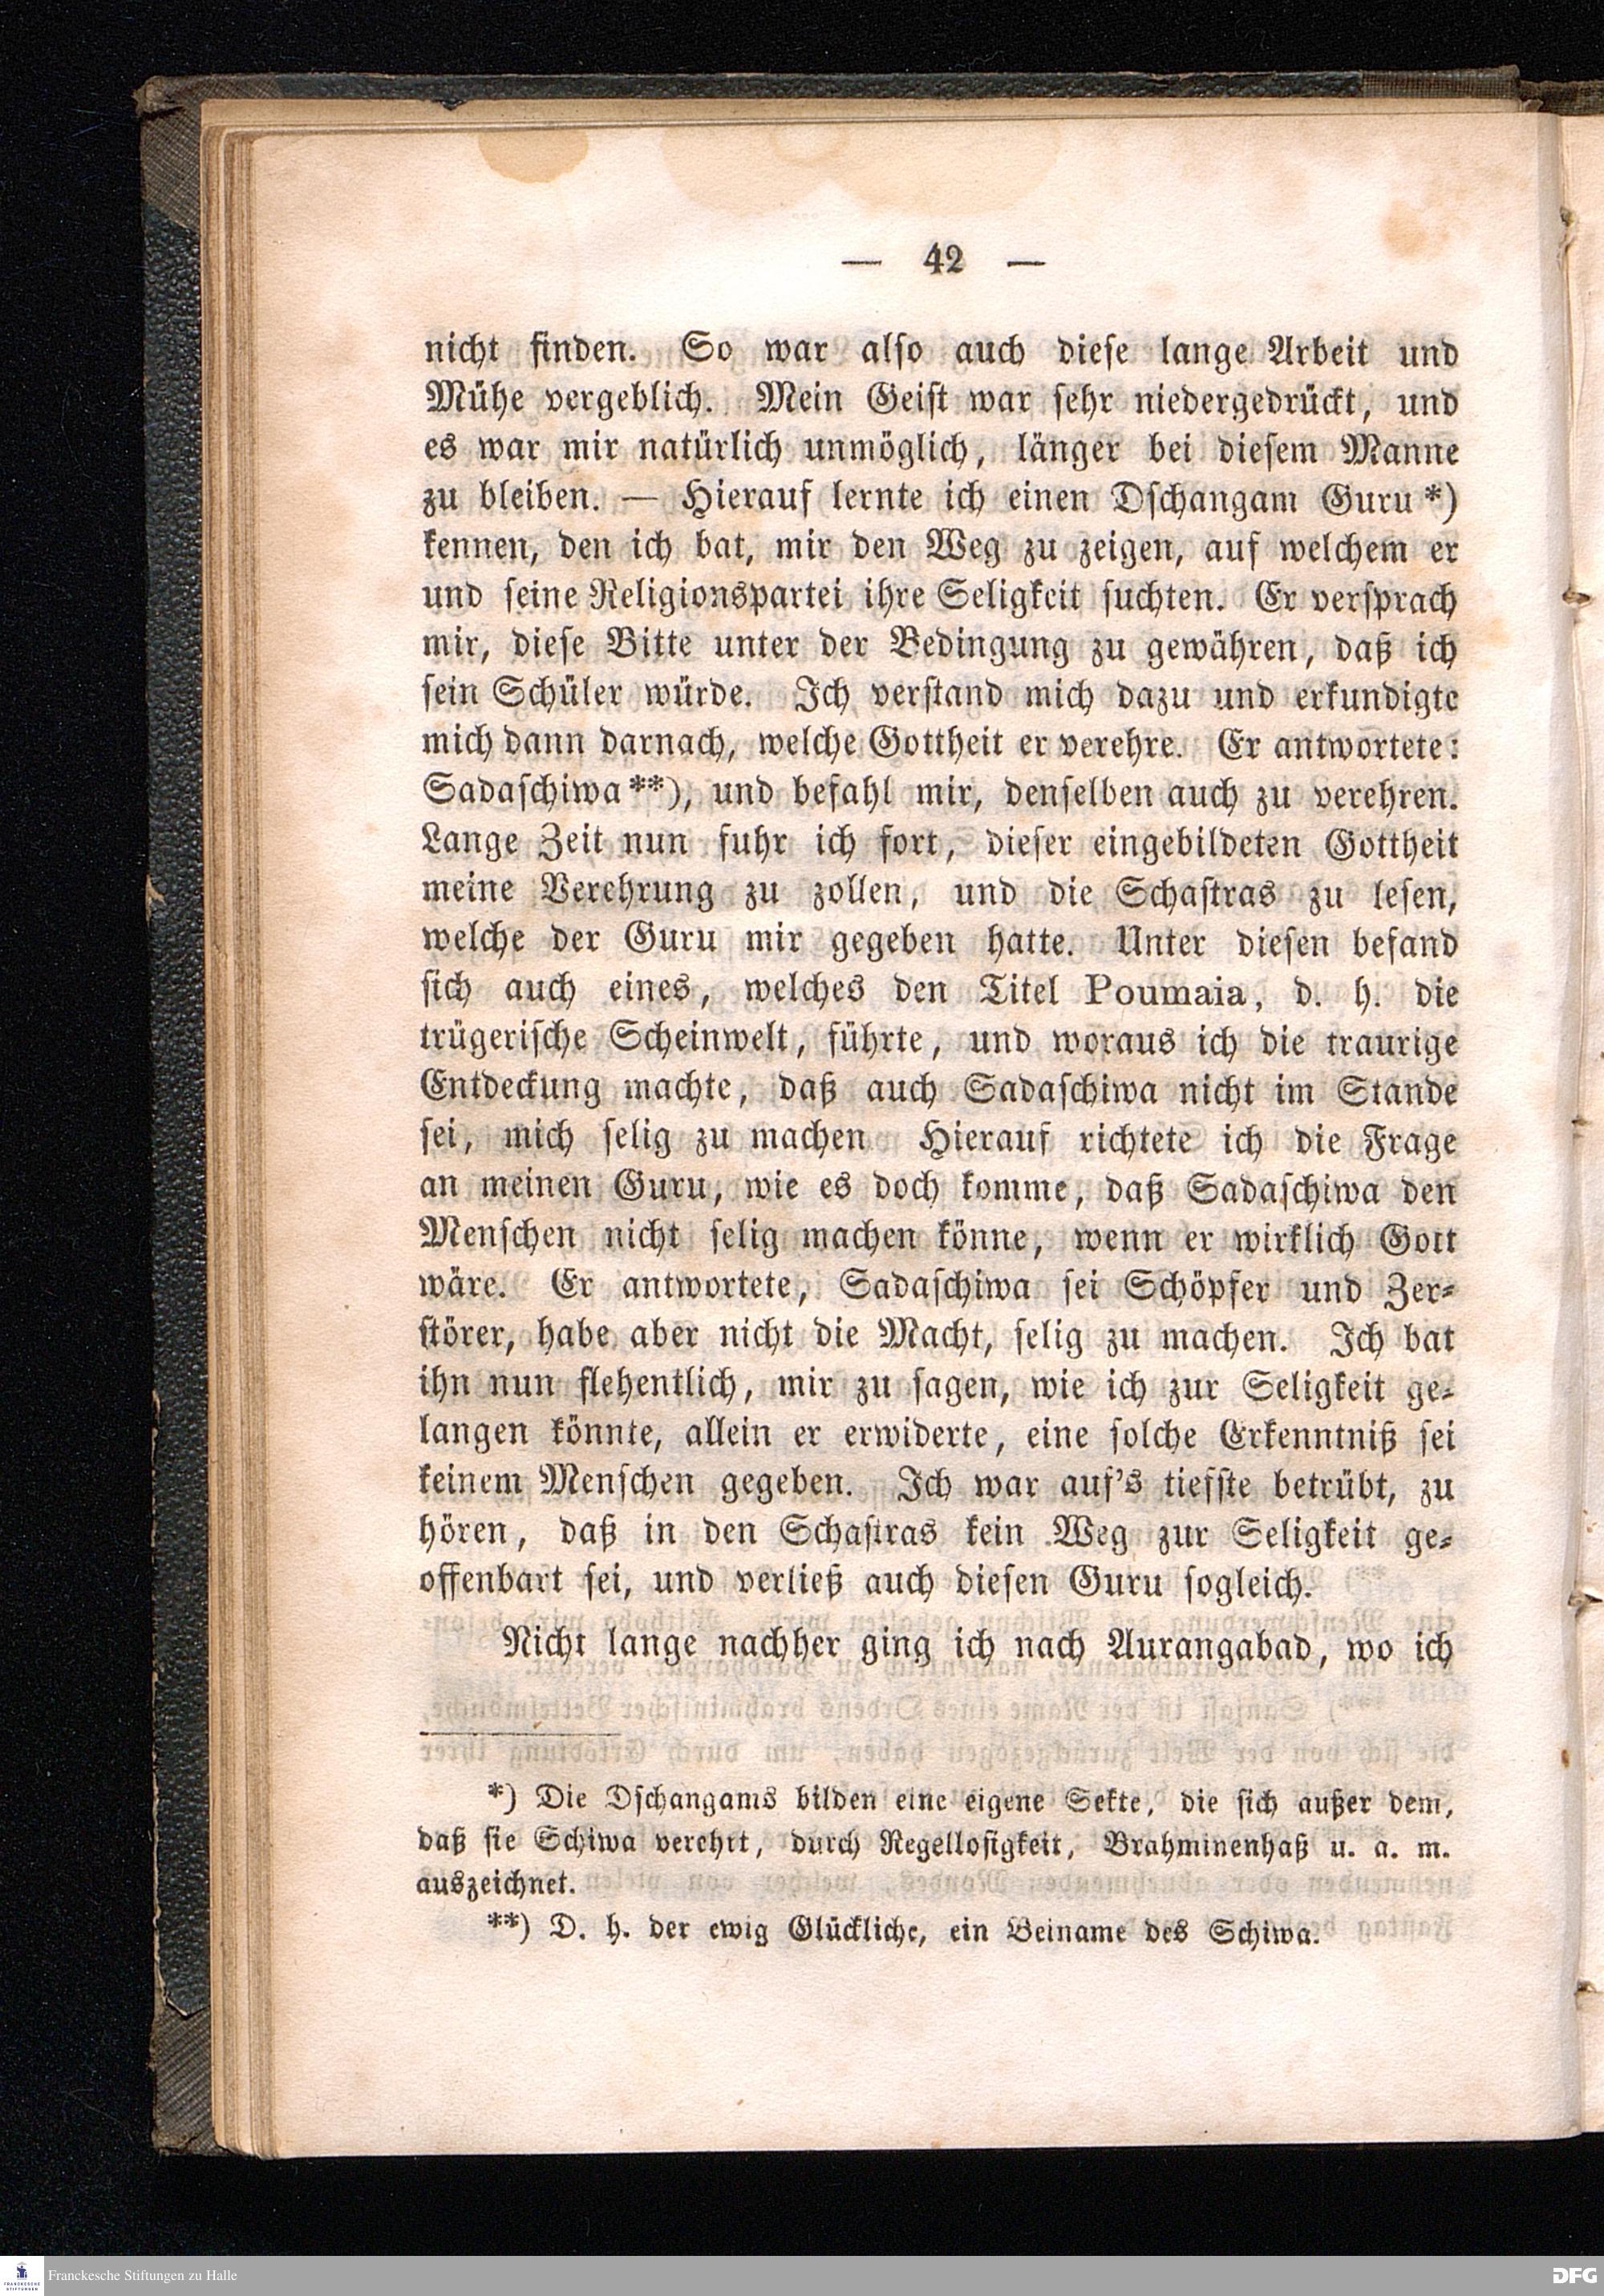 — 42 —
nicht finden. So war also auch diese lange Arbeit und
Mühe vergeblich. Mein Geist war sehr niedergedrückt, und
es war mir natürlich unmöglich, länger bei diesem Manne
zu bleiben. — Hierauf lernte ich einen Dschangam Guru*)
kennen, den ich bat, mir den Weg zu zeigen, auf welchem er
und seine Religionspartei ihre Seligkeit suchten. Er versprach
mir, diese Bitte unter der Bedingung zu gewähren, daß ich
sein Schüler würde. Ich verstand mich dazu und erkundigte
mich dann darnach, welche Gottheit er verehre. Er antwortete:
Sadaschiwa**), und befahl mir, denselben auch zu verehren.
Lange Zeit nun fuhr ich fort, dieser eingebildeten Gottheit
meine Verehrung zu zollen, und die Schastras zu lesen,
welche der Guru mir gegeben hatte. Unter diesen befand
sich auch eines, welches den Titel Poumaia, d. h. die
trügerische Scheinwelt, führte, und woraus ich die traurige
Entdeckung machte, daß auch Sadaschiwa nicht im Stande
sei, mich selig zu machen Hierauf richtete ich die Frage
an meinen Guru, wie es doch komme, daß Sadaschiwa den
Menschen nicht selig machen könne, wenn er wirklich Gott
wäre. Er antwortete, Sadaschiwa sei Schöpfer und Zer-
störer, habe aber nicht die Macht, selig zu machen. Ich bat
ihn nun flehentlich, mir zu sagen, wie ich zur Seligkeit ge-
langen könnte, allein er erwiderte, eine solche Erkenntniß sei
keinem Menschen gegeben. Ich war auf's tiefste betrübt, zu
hören, daß in den Schastras kein Weg zur Seligkeit ge-
offenbart sei, und verließ auch diesen Guru sogleich.
Nicht lange nachher ging ich nach Aurangabad, wo ich
*) Die Dschangams bilden eine eigene Sekte, die sich außer dem,
daß sie Schiwa verehrt, durch Regellosigkeit, Brahminenhaß u. a. m.
auszeichnet.
**) D. h. der ewig Glückliche, ein Beiname des Schiwa.
FRANCKESCHE
STIFTUNGEN
Franckesche Stiftungen zu Halle
DFG